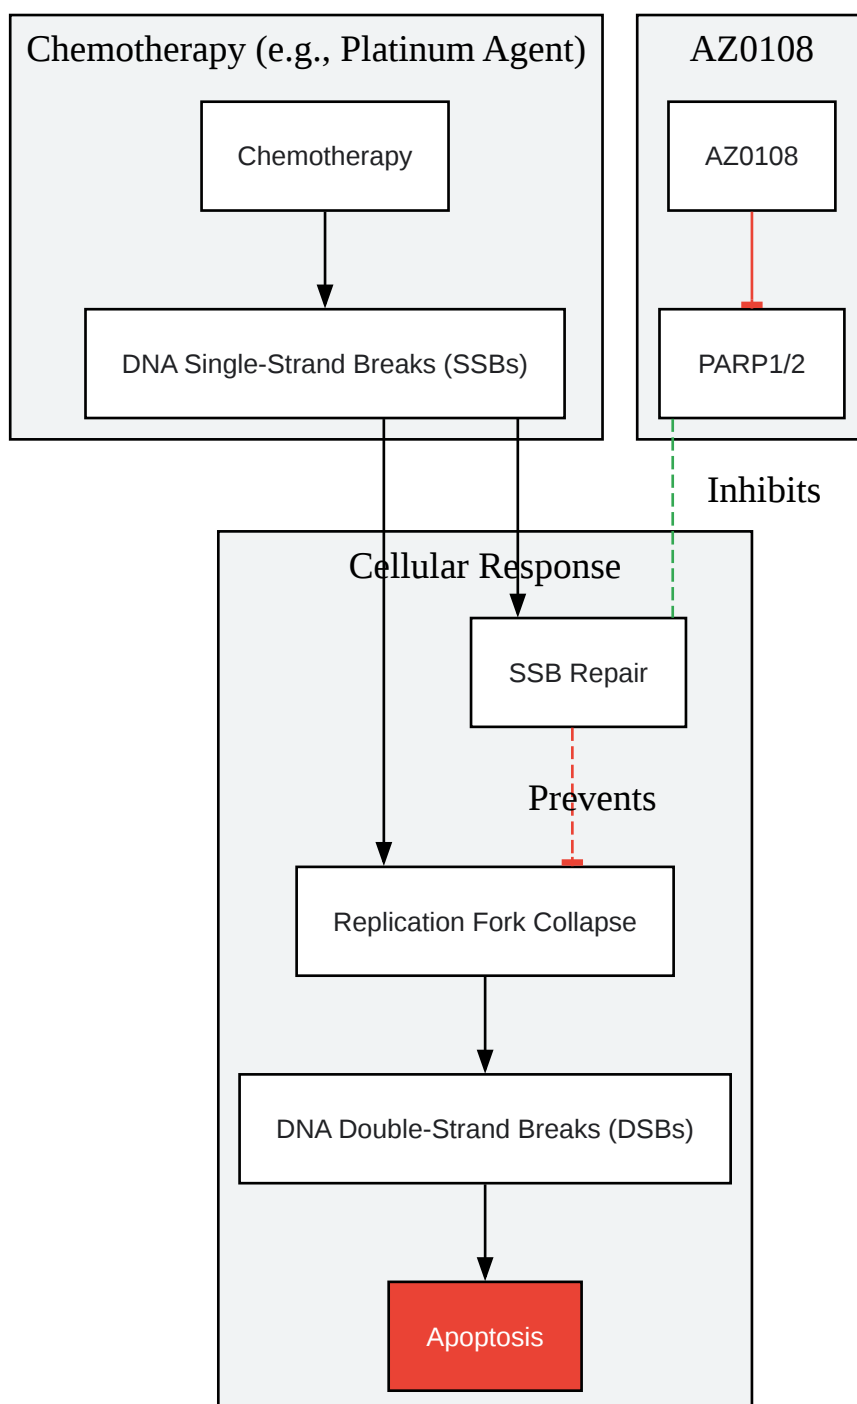 Chemotherapy (e.g., Platinum Agent)
AZ0108
Chemotherapy
AZ0108
DNA Single-Strand Breaks (SSBs)
PARP1/2
Inhibits
Cellular Response
SSB Repair
Prevents
Replication Fork Collapse
DNA Double-Strand Breaks (DSBs)
Apoptosis